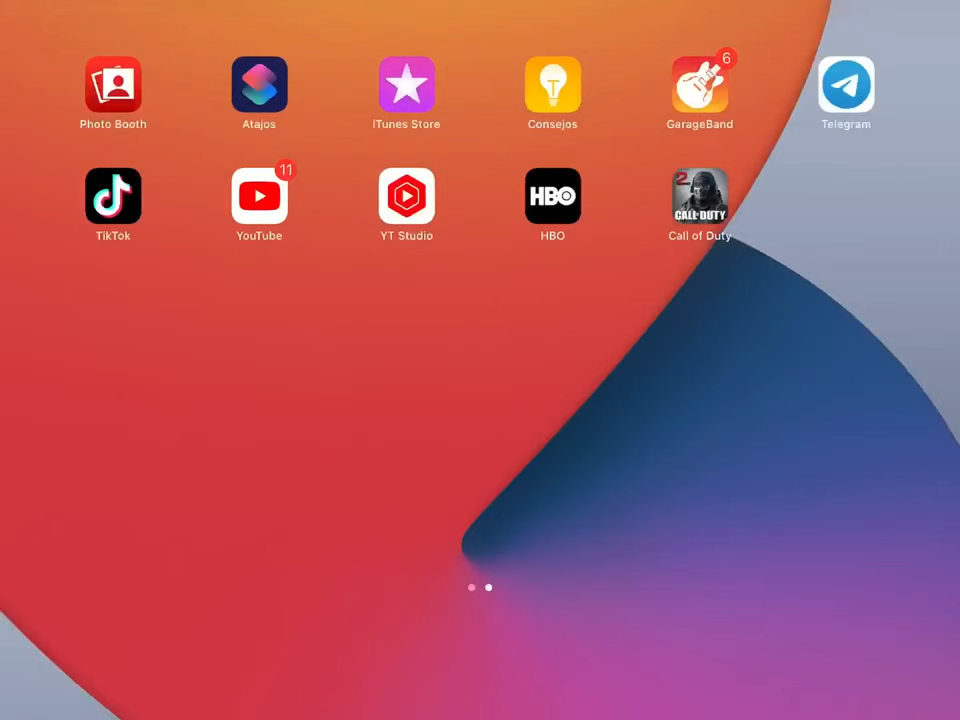 6
Photo Booth
Atajos
iTunes Store
Consejos
GarageBand
Telegram
11
HBO
2
CALL DUTY
TikTok
YouTube
YT Studio
HBO
Call of Duty